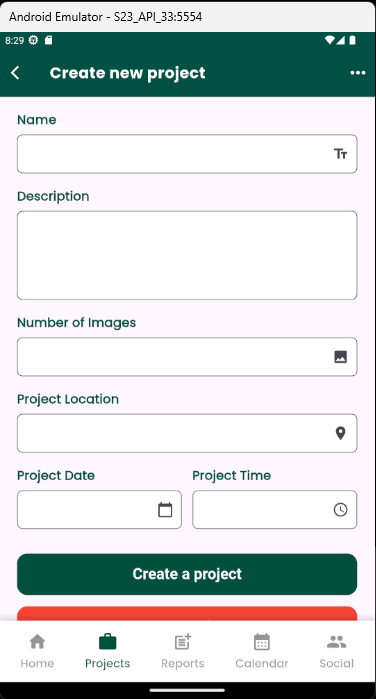 Android Emulator - S23_API_33:5554
8:29
Create new project
Name
Description
Number of Images
Project Location
Project Date Project Time
Create a project
Home Projects Reports Calendar Social